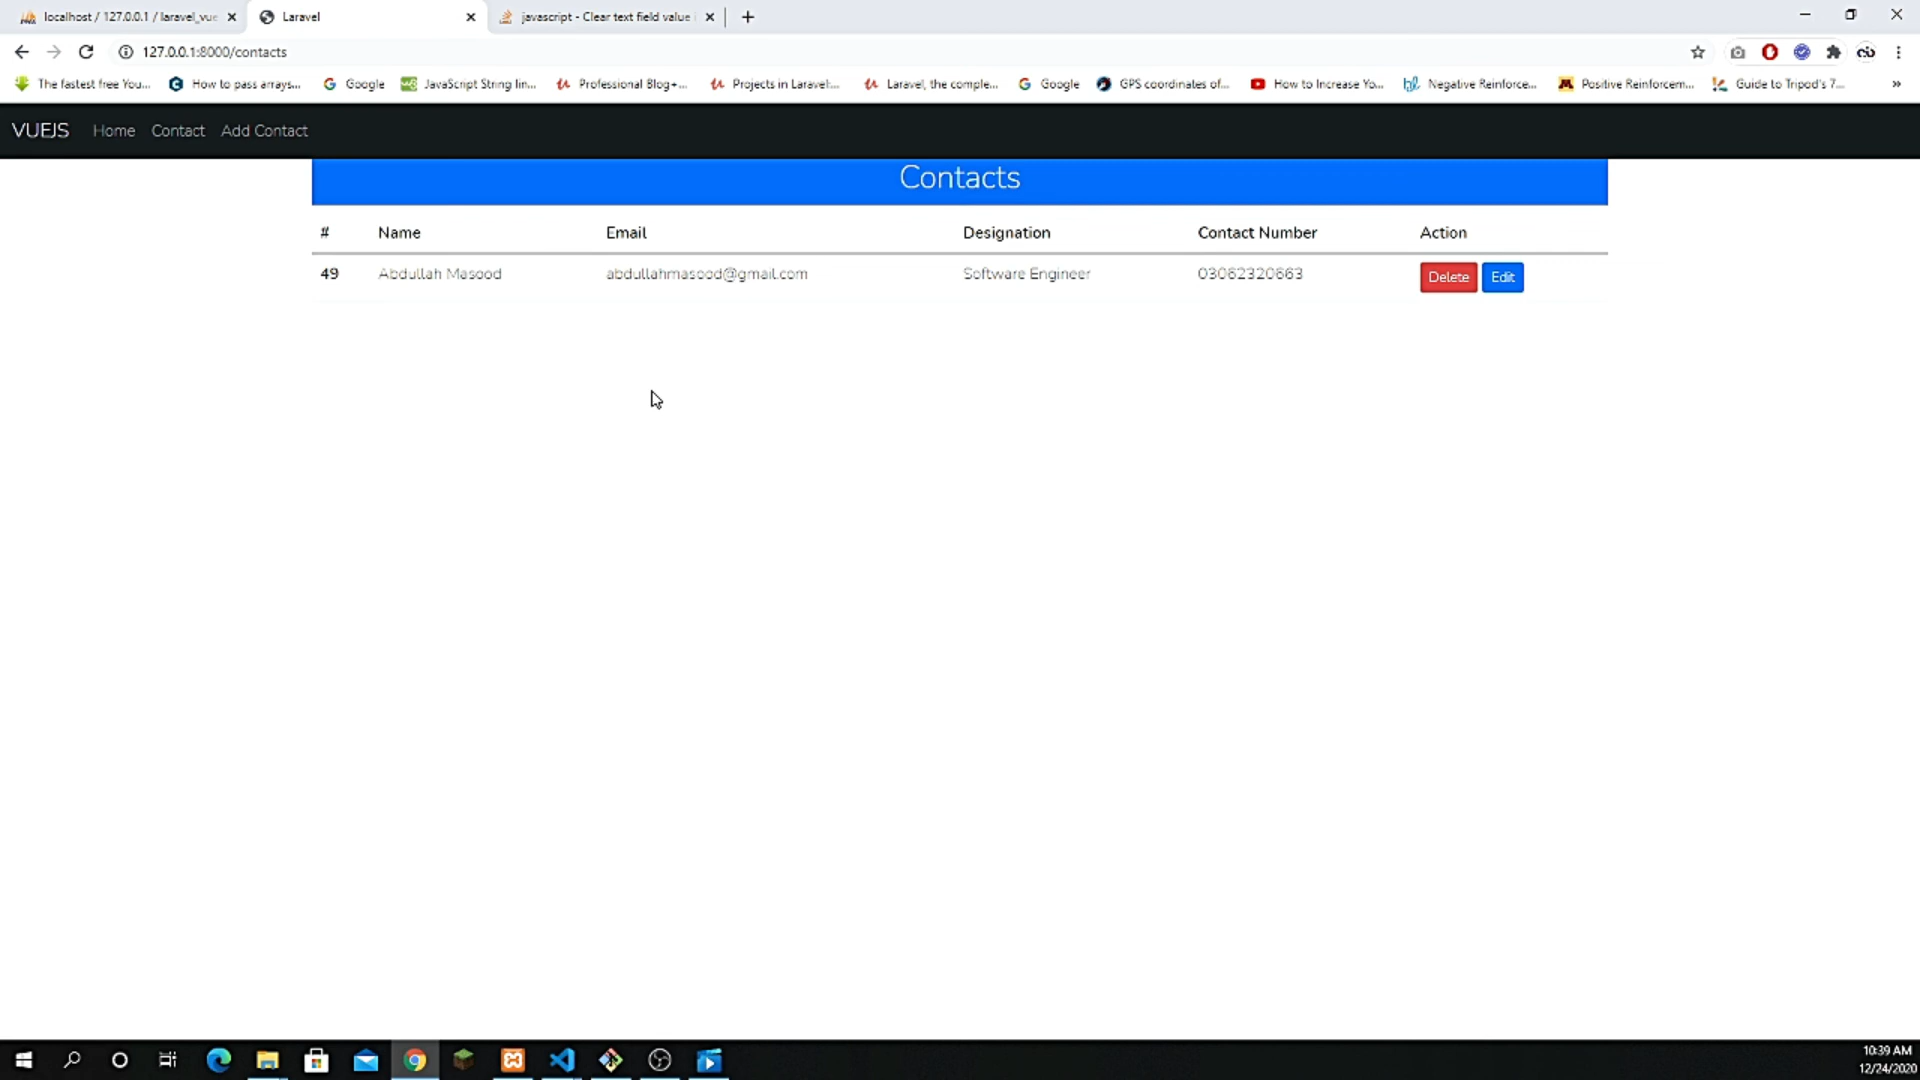 localhost / 127.0.0.1 / laravel_vue
Laravel
javascript - Clear text field value
127.0.0.1:8000/contacts
The fastest free You... How to pass arrays... Google JavaScript String lin... Professional Blog+... Projects in Laravel:... Laravel, the comple... Google GPS coordinates of... How to Increase Yo... Negative Reinforce... Positive Reinforcem... Guide to Tripod's 7... »
VUEJS Home Contact Add Contact
Contacts
# Name Email Designation Contact Number Action
49 Abdullah Masood abdullahmasood@gmail.com Software Engineer 03062320663 Delete Edit
10:39 AM
12/24/2020